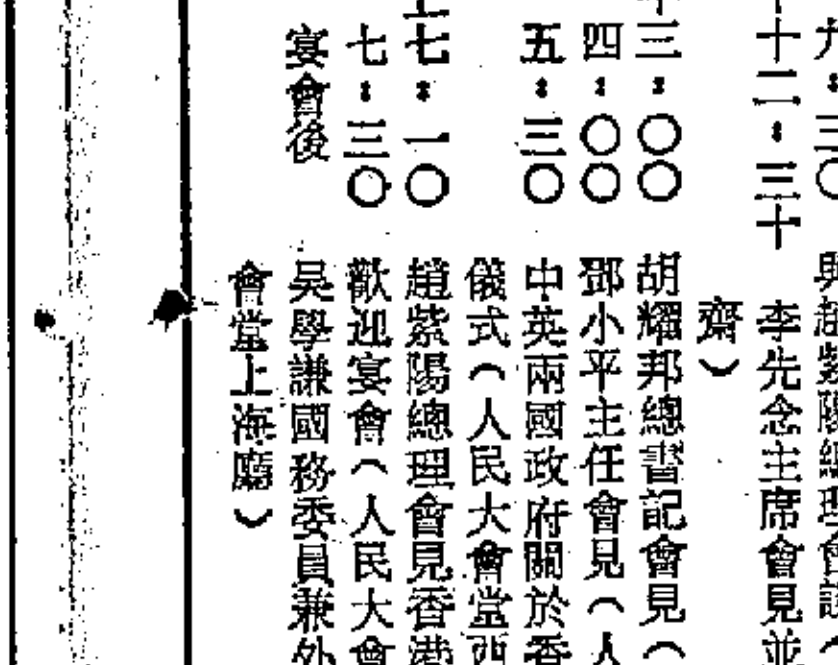 九：三〇 與趙紫陽總理會談（
十二：三十 李先念主席會見並
齋）
三：〇〇 胡耀邦總書記會見（
四：〇〇 鄧小平主任會見（人
五：三〇 中英兩國政府關於香
儀式（人民大會堂西
七：一〇 趙紫陽總理會見香港
七：三〇 歡迎宴會（人民大會
宴會後 吳學謙國務委員兼外
會堂上海廳）